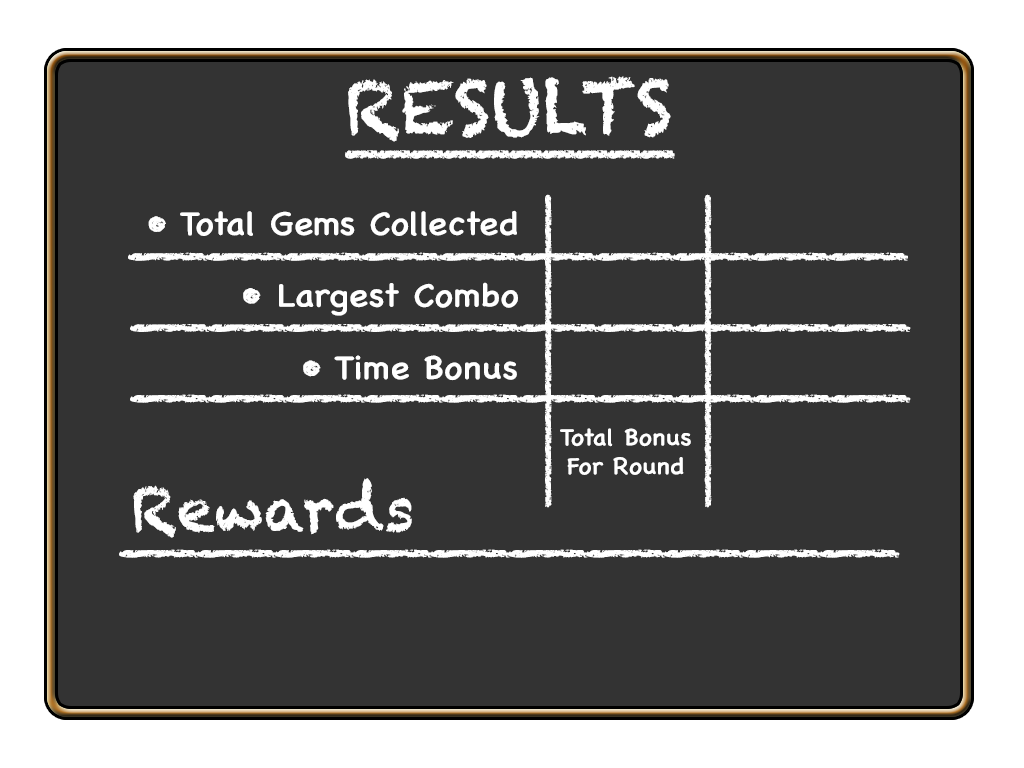 RESULTS
• Total Gems Collected
• Largest Combo
• Time Bonus
Total Bonus
For Round
Rewards